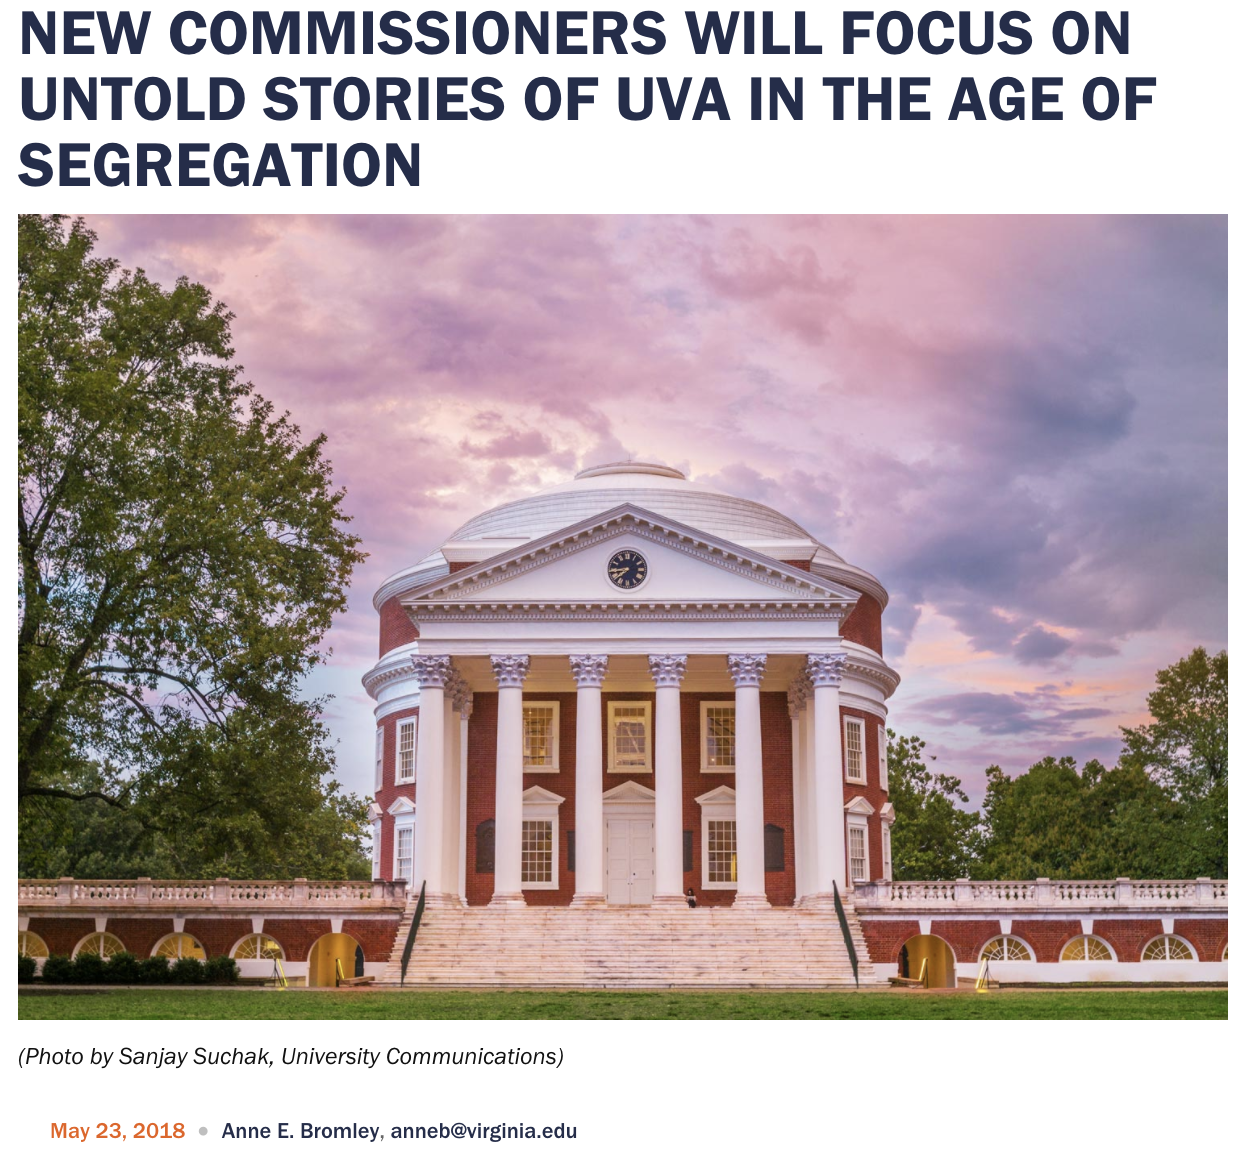 NEW COMMISSIONERS WILL FOCUS ON
UNTOLD STORIES OF UVA IN THE AGE OF
SEGREGATION
(Photo by Sanjay Suchak, University Communications)
May 23, 2018 • Anne E. Bromley, anneb@virginia.edu